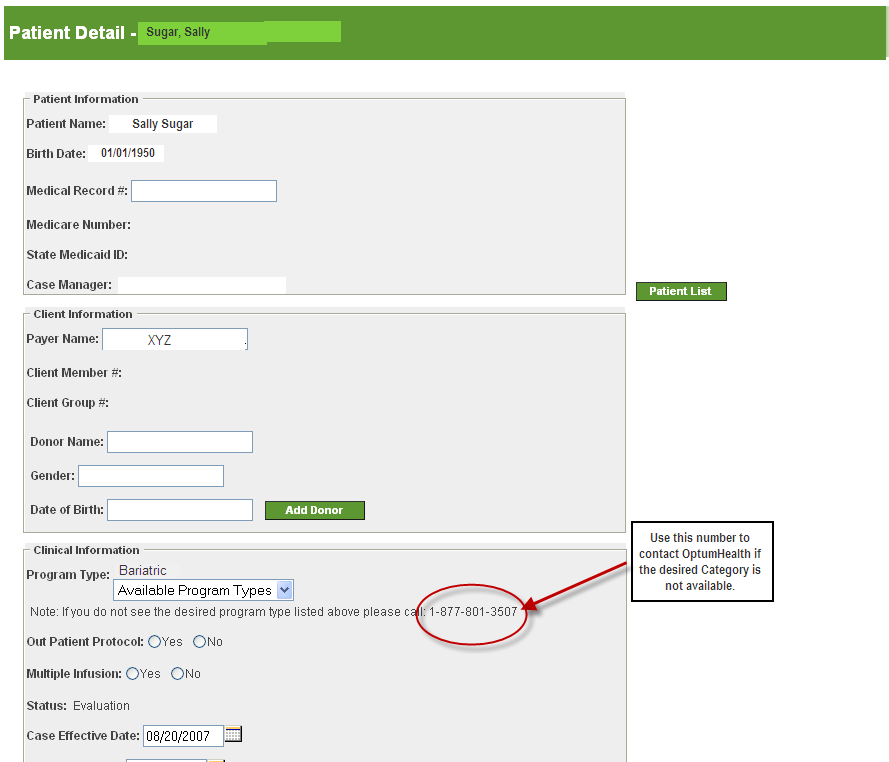 Patient Detail - Sugar, Sally
Patient Information
Patient Name: Sally Sugar
Birth Date: 01/01/1950
Medical Record #:
Medicare Number:
State Medicaid ID:
Case Manager:
Patient List
Client Information
Payer Name: XYZ
Client Member #:
Client Group #:
Donor Name:
Gender:
Date of Birth: Add Donor
Clinical Information
Program Type: Bariatric
Available Program Types
Note: If you do not see the desired program type listed above please call: 1-877-801-3507
Use this number to
contact OptumHealth if
the desired Category is
not available.
Out Patient Protocol: Yes No
Multiple Infusion: Yes No
Status: Evaluation
Case Effective Date: 08/20/2007